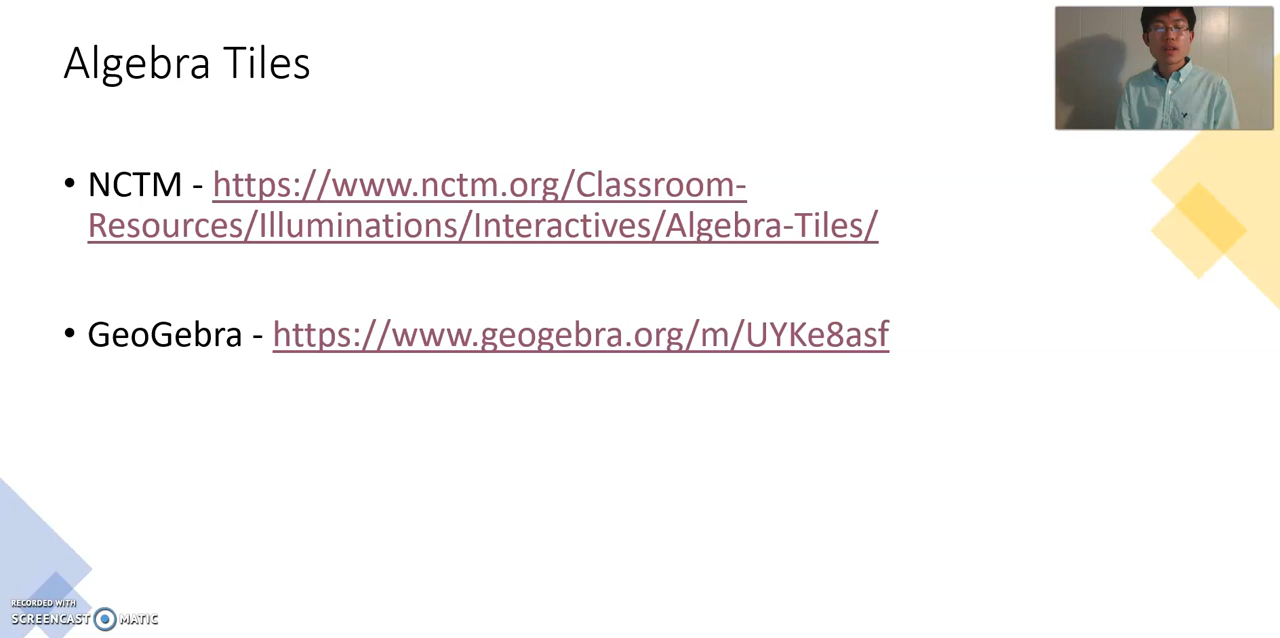 Algebra Tiles
• NCTM - https://www.nctm.org/Classroom-
Resources/Illuminations/Interactives/Algebra-Tiles/
• GeoGebra - https://www.geogebra.org/m/UYKe8asf
RECORDED WITH
SCREENCAST MATIC